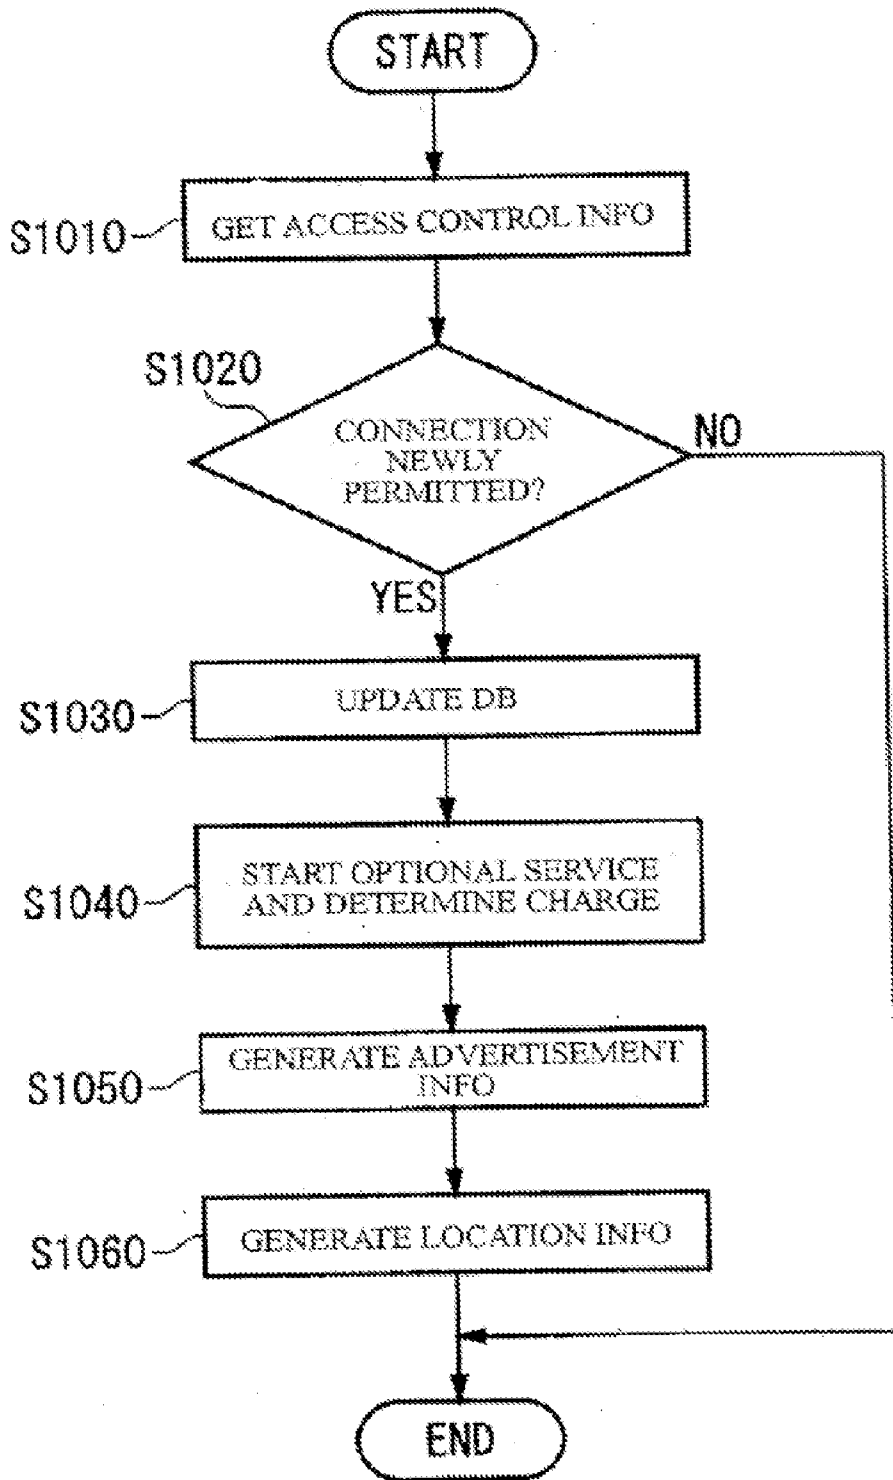 START
S1010
GET ACCESS CONTROL INFO
S1020
CONNECTION
NEWLY
PERMITTED?
NO
YES
S1030
UPDATE DB
S1040
START OPTIONAL SERVICE
AND DETERMINE CHARGE
S1050
GENERATE ADVERTISEMENT
INFO
S1060
GENERATE LOCATION INFO
END